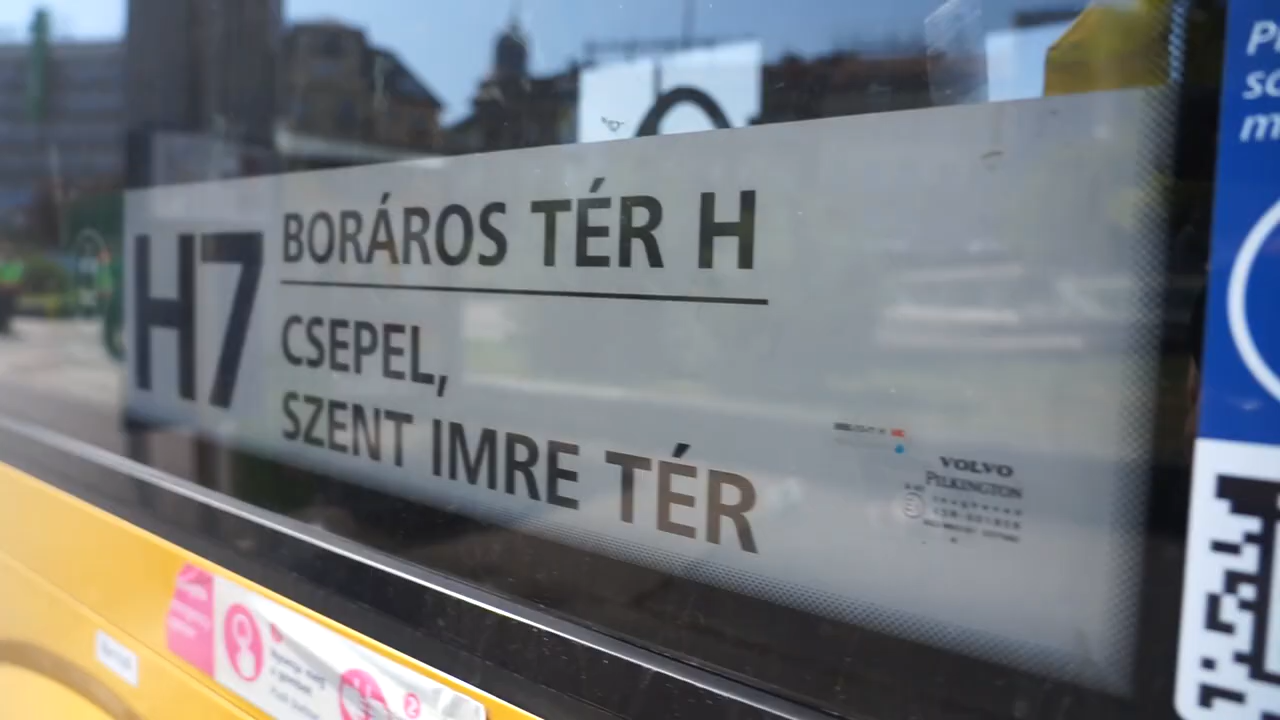 H7
BORÁROS TÉR H
CSEPEL,
SZENT IMRE TÉR
VOLVO
PILKINGTON